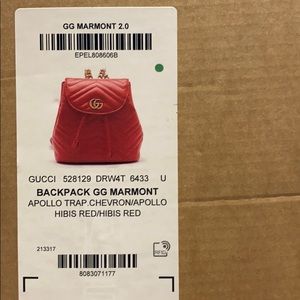 GG MARMONT 2.0
EPEL808606B
GUCCI 528129 DRW4T 6433 U
BACKPACK GG MARMONT
APOLLO TRAP.CHEVRON/APOLLO
HIBIS RED/HIBIS RED
213317
8083071177